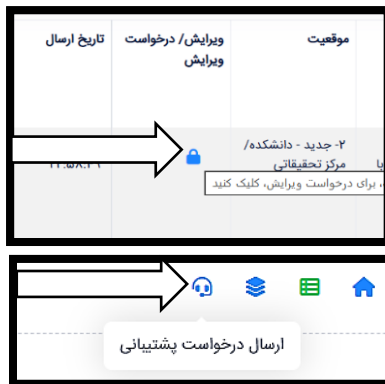 موقعیت
ویرایش/ درخواست ویرایش
تاریخ ارسال
۲- جدید - دانشکده/
مرکز تحقیقاتی
با
، برای درخواست ویرایش، کلیک کنید
ارسال درخواست پشتیبانی